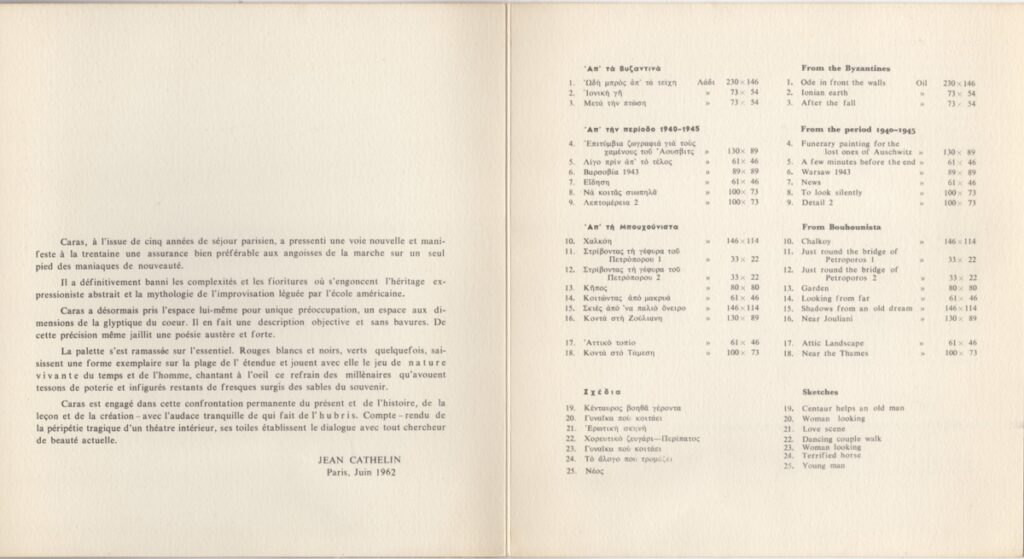 Caras, à l'issue de cinq années de séjour parisien, a pressenti une voie nouvelle et mani-
feste à la trentaine une assurance bien préférable aux angoisses de la marche sur un seul
pied des maniaques de nouveauté.
Il a définitivement banni les complexités et les fioritures où s'engoncent l'héritage ex-
pressioniste abstrait et la mythologie de l'improvisation léguée par l'école américaine.
Caras a désormais pris l'espace lui-même pour unique préoccupation, un espace aux di-
mensions de la glyptique du coeur. Il en fait une description objective et sans bavures. De
cette précision même jaillit une poésie austère et forte.
La palette s'est ramassée sur l'essentiel. Rouges blancs et noirs, verts quelquefois, sai-
sissent une forme exemplaire sur la plage de l' étendue et jouent avec elle le jeu de nature
vivante du temps et de l'homme, chantant à l'oeil ce refrain des millénaires qu'avouent
tessons de poterie et infigurés restants de fresques surgis des sables du souvenir.
Caras est engagé dans cette confrontation permanente du présent et de l'histoire, de la
leçon et de la création - avec l'audace tranquille de qui fait de l'hubris. Compte - rendu de
la péripétie tragique d'un théatre intérieur, ses toiles établissent le dialogue avec tout chercheur
de beauté actuelle.
JEAN CATHELIN
Paris, Juin 1962
Ἀπ' τὰ Βυζαντινὰ
1. Ὠδὴ μπρὸς ἀπ' τὰ τείχη Λάδι 230×146
2. Ἰονικὴ γῆ » 73× 54
3. Μετὰ τὴν πτώση » 73× 54
Ἀπ' τὴν περίοδο 1940-1945
4. Ἐπιτύμβια ζωγραφιὰ γιὰ τοὺς
χαμένους τοῦ Ἄουσβιτς » 130× 89
5. Λίγο πρὶν ἀπ' τὸ τέλος » 61× 46
6. Βαρσοβία 1943 » 89× 89
7. Εἴδηση » 61× 46
8. Νὰ κοιτᾶς σιωπηλὰ » 100× 73
9. Λεπτομέρεια 2 » 100× 73
Ἀπ' τὴ Μπουχούνιστα
10. Χαλκόη » 146×114
11. Στρίβοντας τὴ γέφυρα τοῦ
Πετρόπορου 1 » 33× 22
12. Στρίβοντας τὴ γέφυρα τοῦ
Πετρόπορου 2 » 33× 22
13. Κῆπος » 80× 80
14. Κοιτώντας ἀπὸ μακρυὰ » 61× 46
15. Σκιὲς ἀπ' 'να παλιὸ ὄνειρο » 146×114
16. Κοντὰ στὴ Ζούλιανη » 130× 89
17. Ἀττικὸ τοπίο » 61× 46
18. Κοντὰ στὸ Τάμεση » 100× 73
Σχέδια
19. Κένταυρος βοηθᾶ γέροντα
20. Γυναίκα ποὺ κοιτάει
21. Ἐρωτικὴ σκηνὴ
22. Χορευτικὸ ζευγάρι—Περίπατος
23. Γυναίκα ποὺ κοιτάει
24. Τὸ ἄλογο ποὺ τρομάζει
25. Νέος
From the Byzantines
1. Ode in front the walls Oil 230×146
2. Ionian earth » 73× 54
3. After the fall » 73× 54
From the period 1940-1945
4. Funerary painting for the
lost ones of Auschwitz » 130× 89
5. A few minutes before the end » 61× 46
6. Warsaw 1943 » 89× 89
7. News » 61× 46
8. To look silently » 100× 73
9. Detail 2 » 100× 73
From Bouhounista
10. Chalkoy » 146×114
11. Just round the bridge of
Petroporos 1 » 33× 22
12. Just round the bridge of
Petroporos 2 » 33× 22
13. Garden » 80× 80
14. Looking from far » 61× 46
15. Shadows from an old dream » 146×114
16. Near Jouliani » 130× 89
17. Attic Landscape » 61× 46
18. Near the Thames » 100× 73
Sketches
19. Centaur helps an old man
20. Woman looking
21. Love scene
22. Dancing couple walk
23. Woman looking
24. Terrified horse
25. Young man